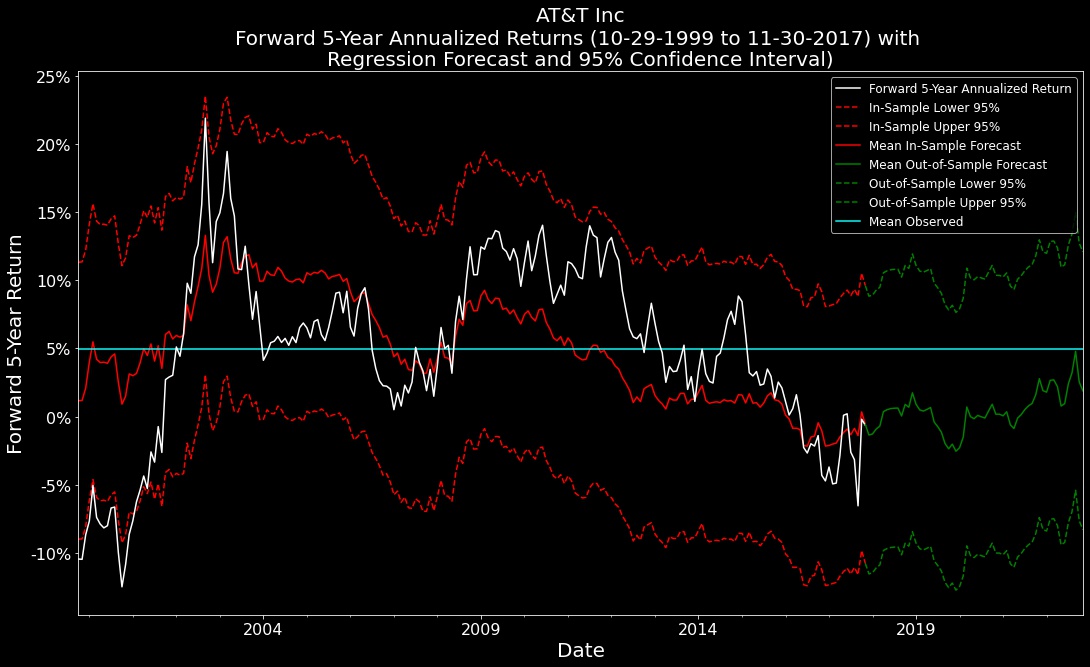 AT&T Inc
Forward 5-Year Annualized Returns (10-29-1999 to 11-30-2017) with
Regression Forecast and 95% Confidence Interval)
25%
20%
15%
10%
5%
0%
-5%
-10%
Forward 5-Year Return
Forward 5-Year Annualized Return
In-Sample Lower 95%
In-Sample Upper 95%
Mean In-Sample Forecast
Mean Out-of-Sample Forecast
Out-of-Sample Lower 95%
Out-of-Sample Upper 95%
Mean Observed
2004
2009
2014
2019
Date